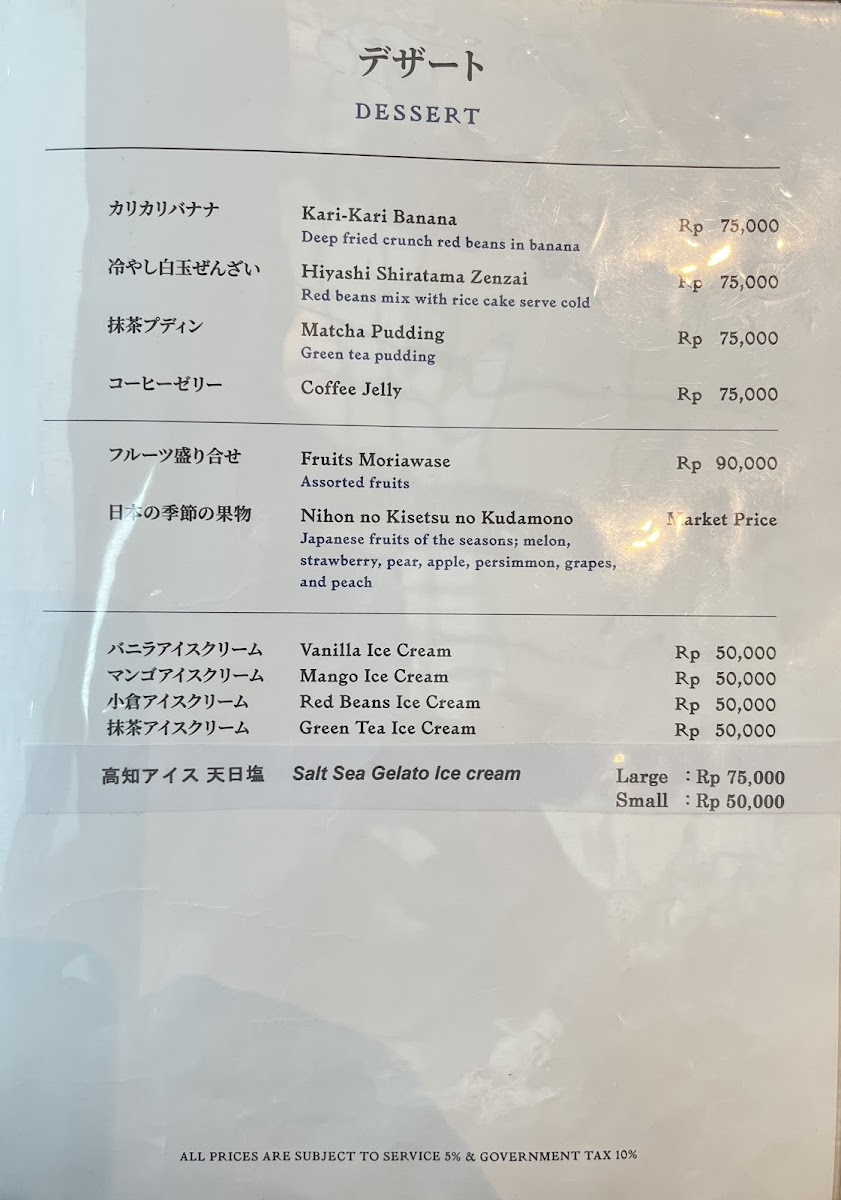 デザート
DESSERT
カリカリバナナ Kari-Kari Banana Rp 75,000
Deep fried crunch red beans in banana
冷やし白玉ぜんざい Hiyashi Shiratama Zenzai Rp 75,000
Red beans mix with rice cake serve cold
抹茶プディン Matcha Pudding Rp 75,000
Green tea pudding
コーヒーゼリー Coffee Jelly Rp 75,000
フルーツ盛り合せ Fruits Moriawase Rp 90,000
Assorted fruits
日本の季節の果物 Nihon no Kisetsu no Kudamono Market Price
Japanese fruits of the seasons; melon,
strawberry, pear, apple, persimmon, grapes,
and peach
バニラアイスクリーム Vanilla Ice Cream Rp 50,000
マンゴアイスクリーム Mango Ice Cream Rp 50,000
小倉アイスクリーム Red Beans Ice Cream Rp 50,000
抹茶アイスクリーム Green Tea Ice Cream Rp 50,000
高知アイス 天日塩 Salt Sea Gelato Ice cream Large : Rp 75,000
Small : Rp 50,000
ALL PRICES ARE SUBJECT TO SERVICE 5% & GOVERNMENT TAX 10%